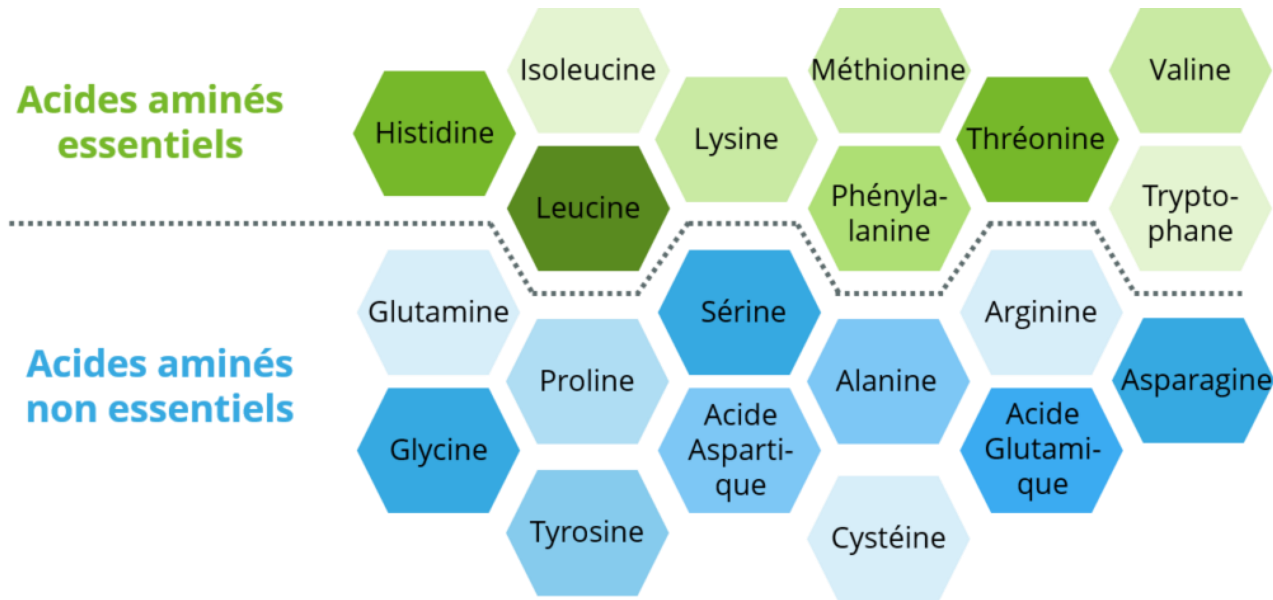 Acides aminés
essentiels
Histidine
Isoleucine
Leucine
Lysine
Méthionine
Phényla-
lanine
Thréonine
Valine
Trypto-
phane
Acides aminés
non essentiels
Glutamine
Glycine
Proline
Tyrosine
Sérine
Acide
Asparti-
que
Alanine
Cystéine
Arginine
Acide
Glutami-
que
Asparagine